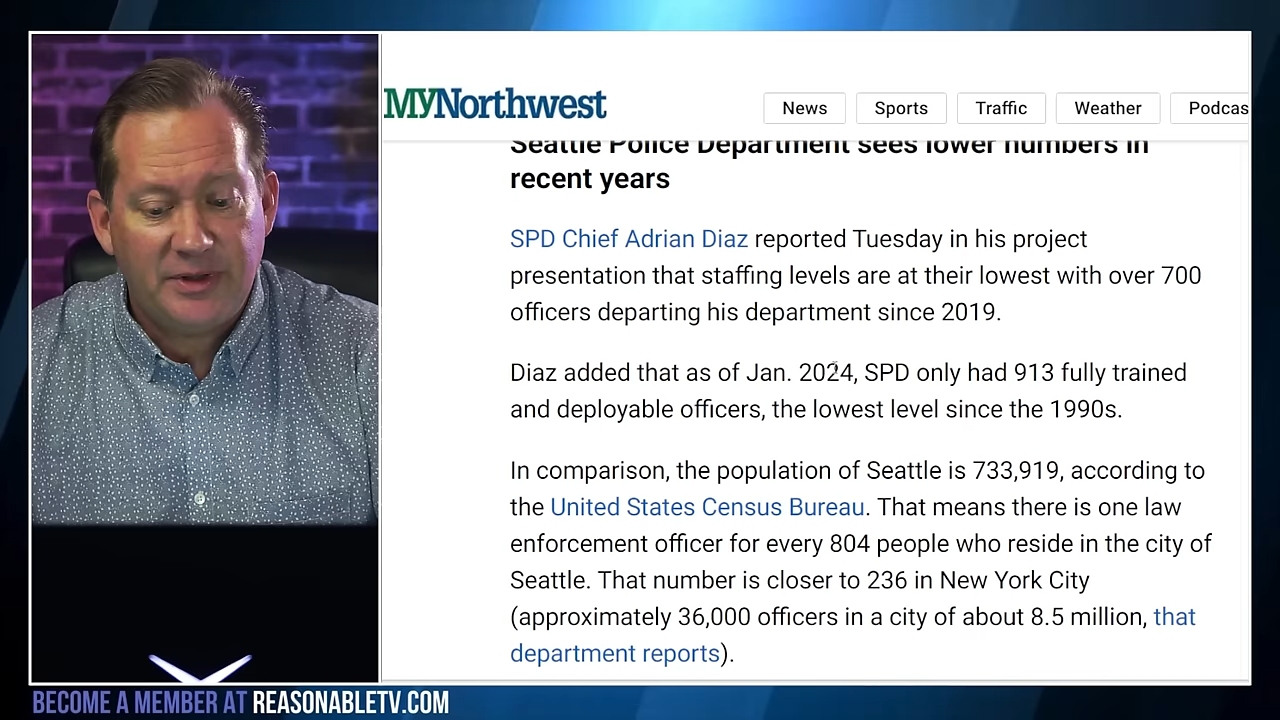 MYNorthwest
News
Sports
Traffic
Weather
Podcas
Seattle Police Department sees lower numbers in
recent years
SPD Chief Adrian Diaz reported Tuesday in his project
presentation that staffing levels are at their lowest with over 700
officers departing his department since 2019.
Diaz added that as of Jan. 2024, SPD only had 913 fully trained
and deployable officers, the lowest level since the 1990s.
In comparison, the population of Seattle is 733,919, according to
the United States Census Bureau. That means there is one law
enforcement officer for every 804 people who reside in the city of
Seattle. That number is closer to 236 in New York City
(approximately 36,000 officers in a city of about 8.5 million, that
department reports).
BECOME A MEMBER AT REASONABLETV.COM